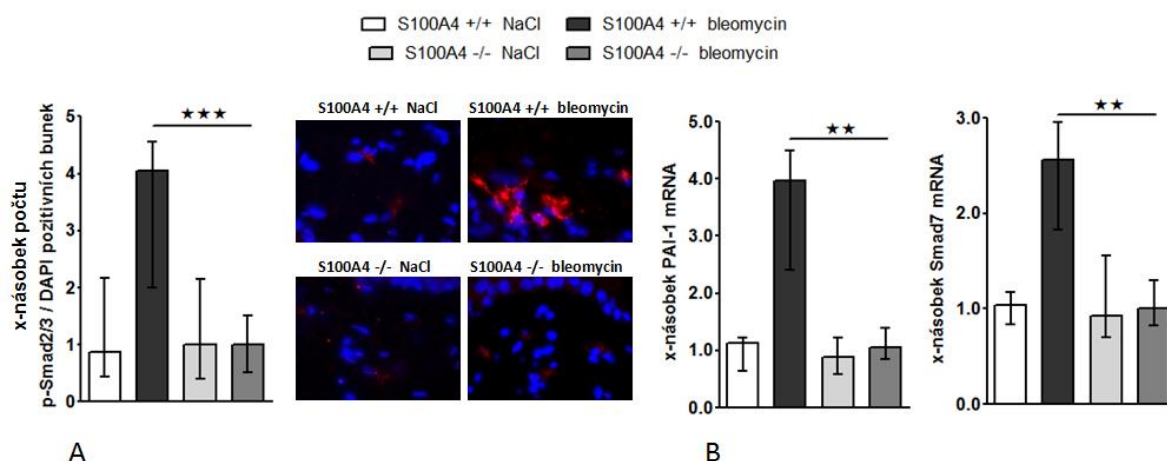 S100A4 +/+ NaCl
S100A4 +/+ bleomycin
S100A4 -/- NaCl
S100A4 -/- bleomycin
x-násobek počtu
p-Smad2/3 / DAPI pozitivních bunek
5
4
3
2
1
0
★★★
S100A4 +/+ NaCl
S100A4 +/+ bleomycin
S100A4 -/- NaCl
S100A4 -/- bleomycin
x-násobek PAI-1 mRNA
5.0
4.0
3.0
2.0
1.0
0.0
★★
x-násobek Smad7 mRNA
3.0
2.0
1.0
0.0
★★
A
B